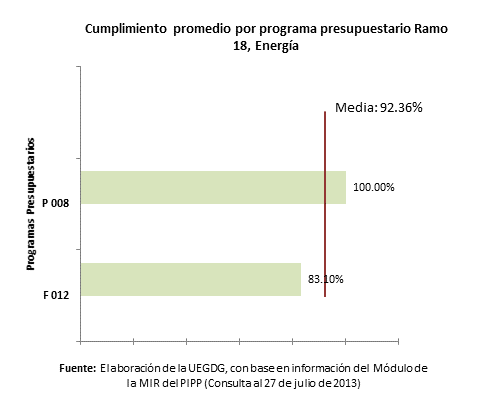 Cumplimiento promedio por programa presupuestario Ramo
18, Energía
Media: 92.36%
Programas Presupuestarios
P 008
100.00%
F 012
83.10%
Fuente: Elaboración de la UEGDG, con base en información del Módulo de
la MIR del PIPP (Consulta al 27 de julio de 2013)